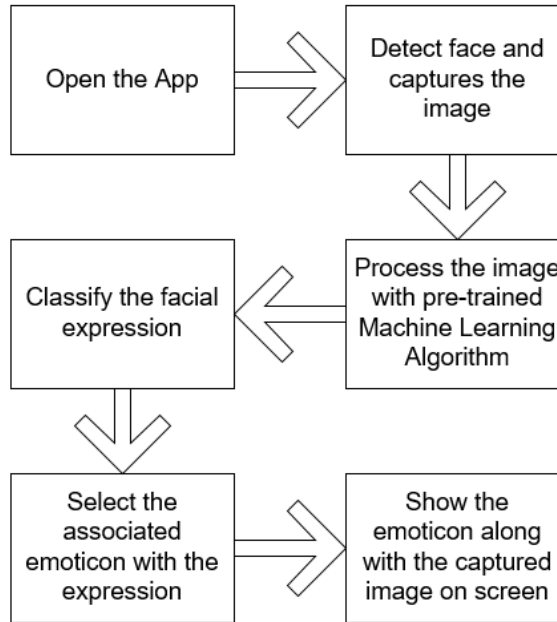 Open the App
Detect face and
captures the
image
Process the image
with pre-trained
Machine Learning
Algorithm
Classify the facial
expression
Select the
associated
emoticon with the
expression
Show the
emoticon along
with the captured
image on screen